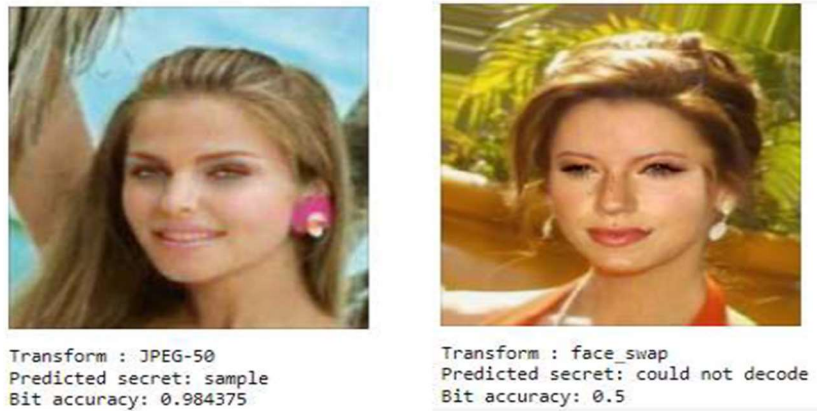 Transform : JPEG-50
Predicted secret: sample
Bit accuracy: 0.984375
Transform : face_swap
Predicted secret: could not decode
Bit accuracy: 0.5